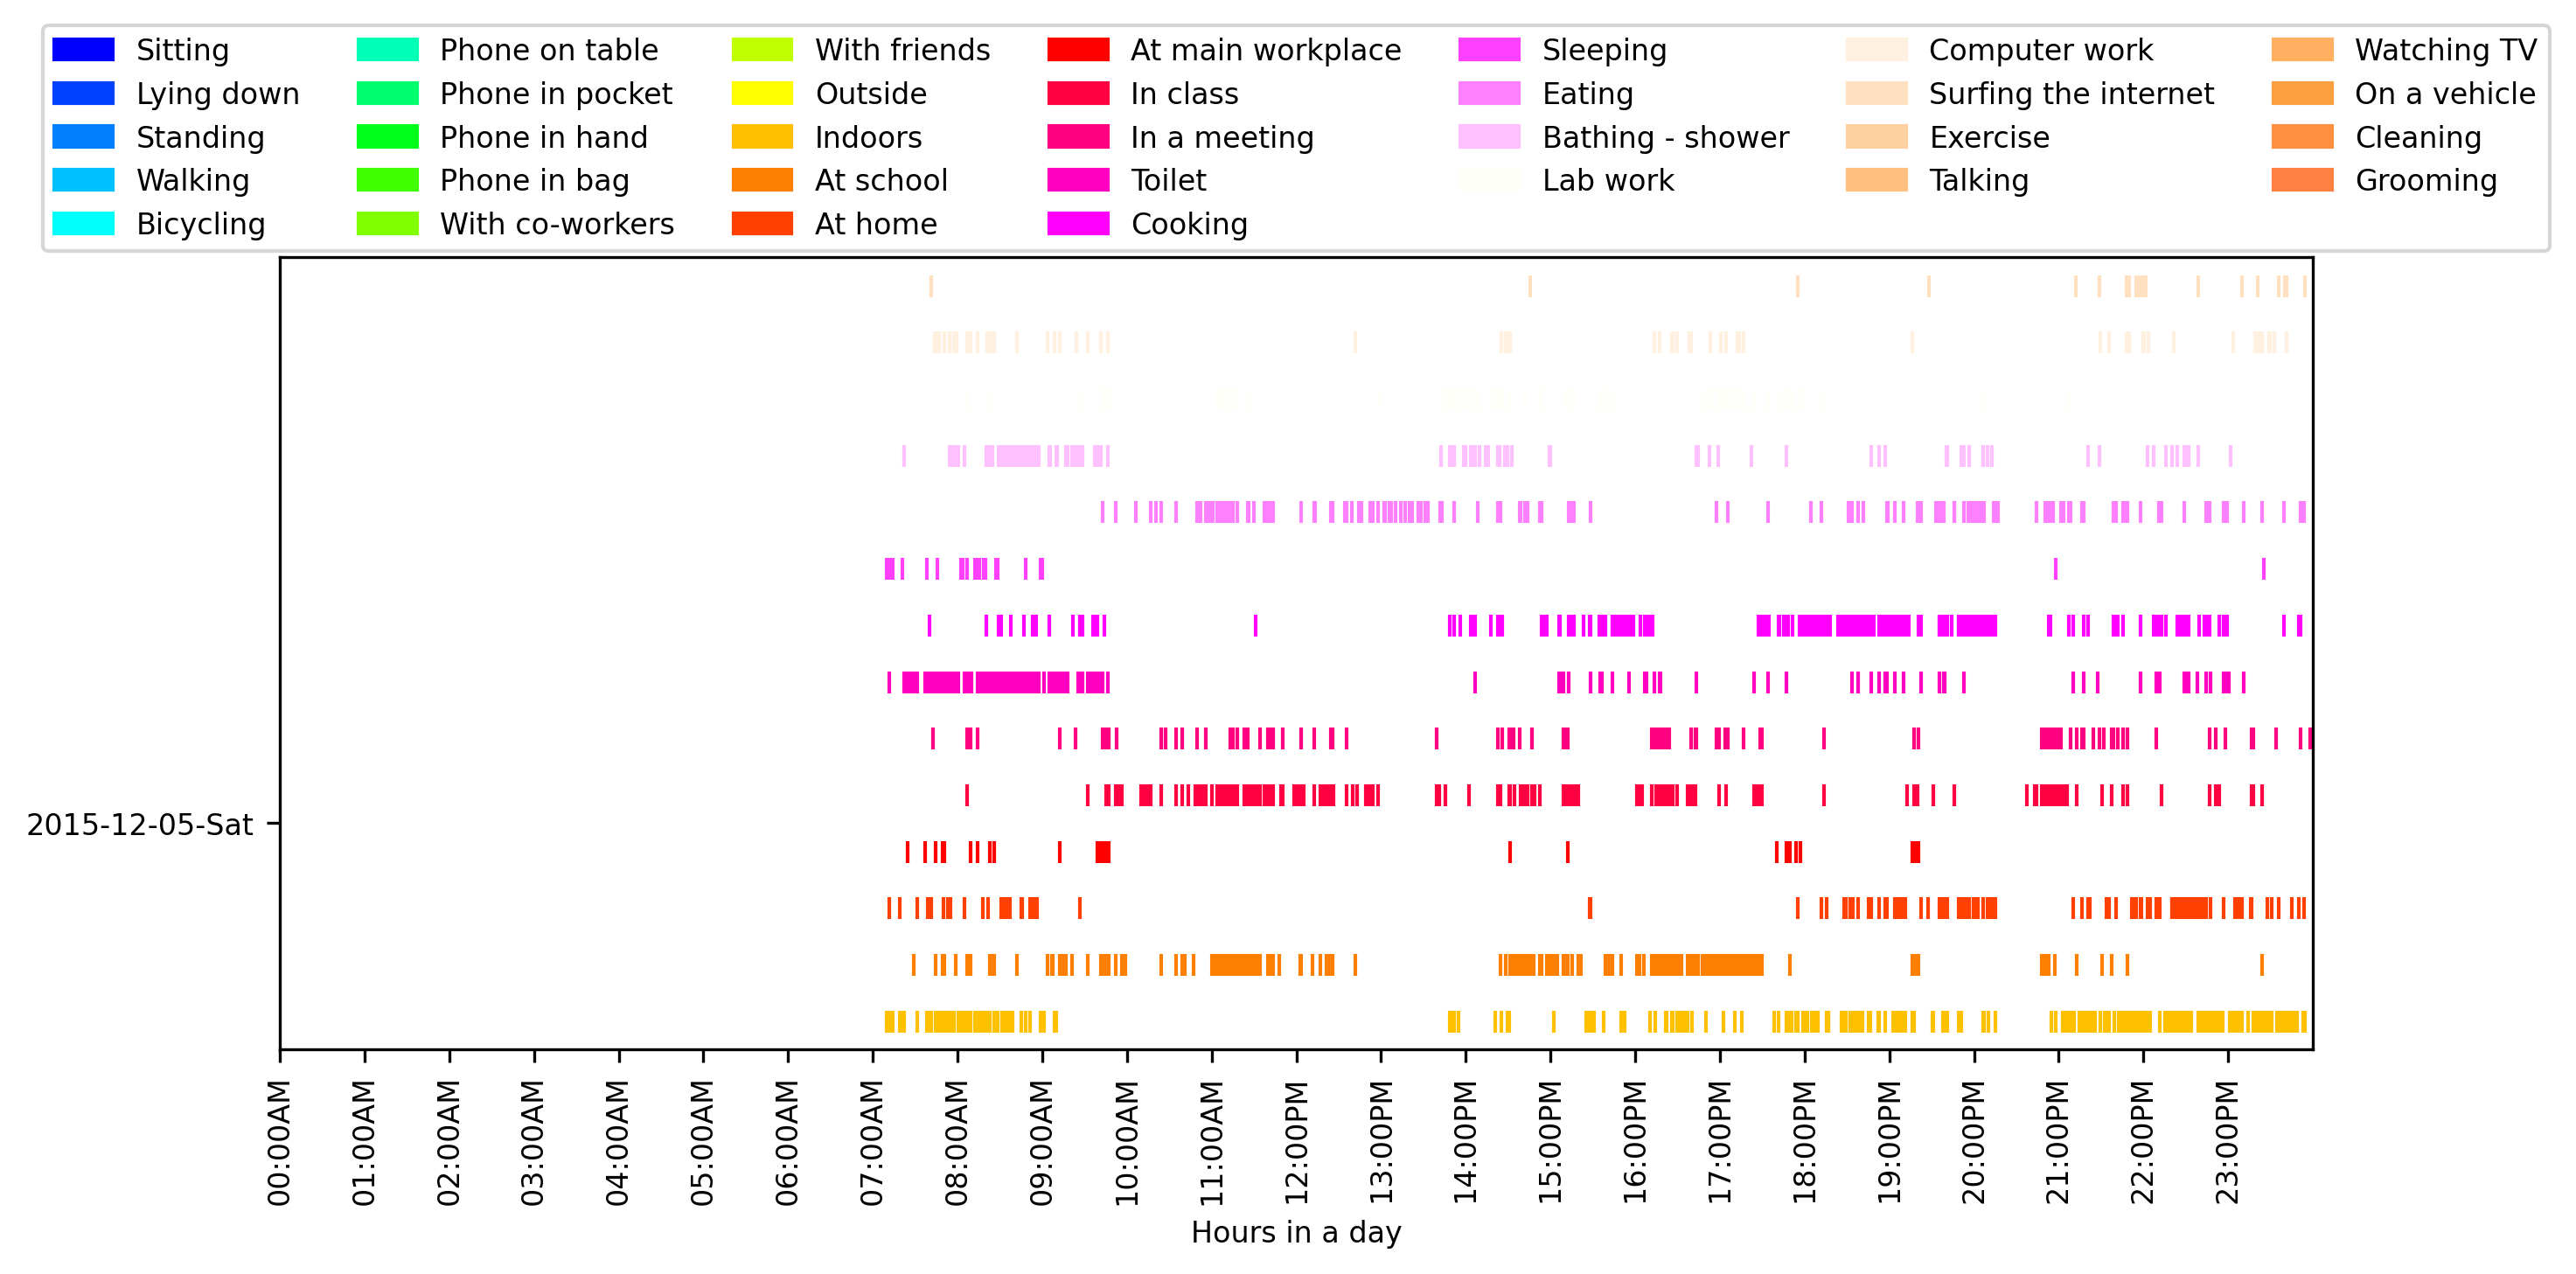 Sitting
Lying down
Standing
Walking
Bicycling
Phone on table
Phone in pocket
Phone in hand
Phone in bag
With co-workers
With friends
Outside
Indoors
At school
At home
At main workplace
In class
In a meeting
Toilet
Cooking
Sleeping
Eating
Bathing - shower
Lab work
Computer work
Surfing the internet
Exercise
Talking
Watching TV
On a vehicle
Cleaning
Grooming
2015-12-05-Sat
00:00AM
01:00AM
02:00AM
03:00AM
04:00AM
05:00AM
06:00AM
07:00AM
08:00AM
09:00AM
10:00AM
11:00AM
12:00PM
13:00PM
14:00PM
15:00PM
16:00PM
17:00PM
18:00PM
19:00PM
20:00PM
21:00PM
22:00PM
23:00PM
Hours in a day